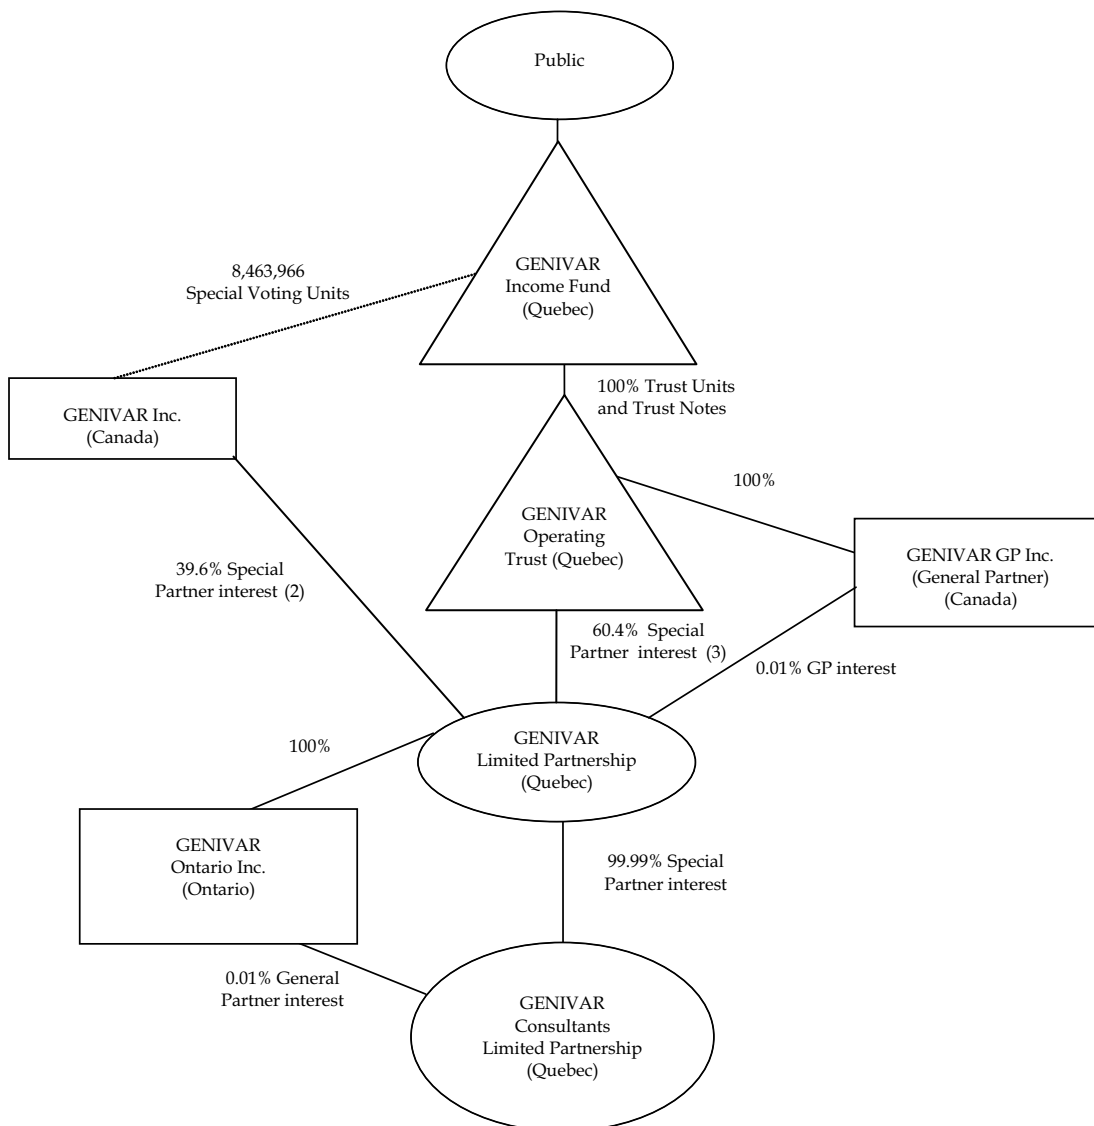 Public
GENIVAR
Income Fund
(Quebec)
8,463,966
Special Voting Units
100% Trust Units
and Trust Notes
GENIVAR Inc.
(Canada)
100%
GENIVAR
Operating
Trust (Quebec)
GENIVAR GP Inc.
(General Partner)
(Canada)
39.6% Special
Partner interest (2)
60.4% Special
Partner interest (3)
0.01% GP interest
GENIVAR
Limited Partnership
(Quebec)
100%
GENIVAR
Ontario Inc.
(Ontario)
99.99% Special
Partner interest
0.01% General
Partner interest
GENIVAR
Consultants
Limited Partnership
(Quebec)